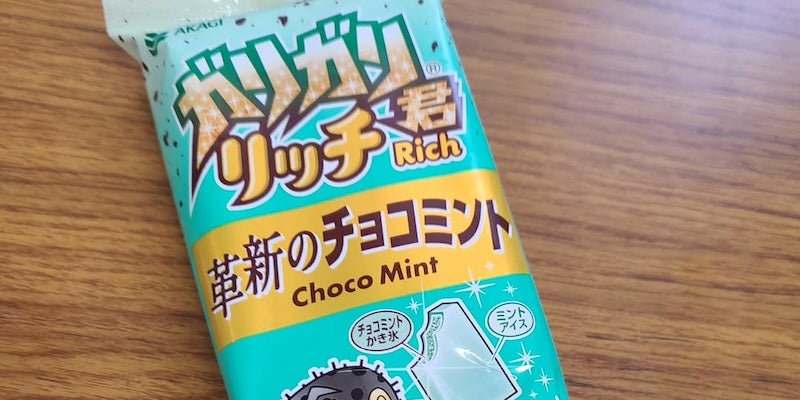 AKAGI
ガリガリ君®
リッチ
Rich
革新のチョコミント
Choco Mint
チョコミント
かき氷
ミント
アイス